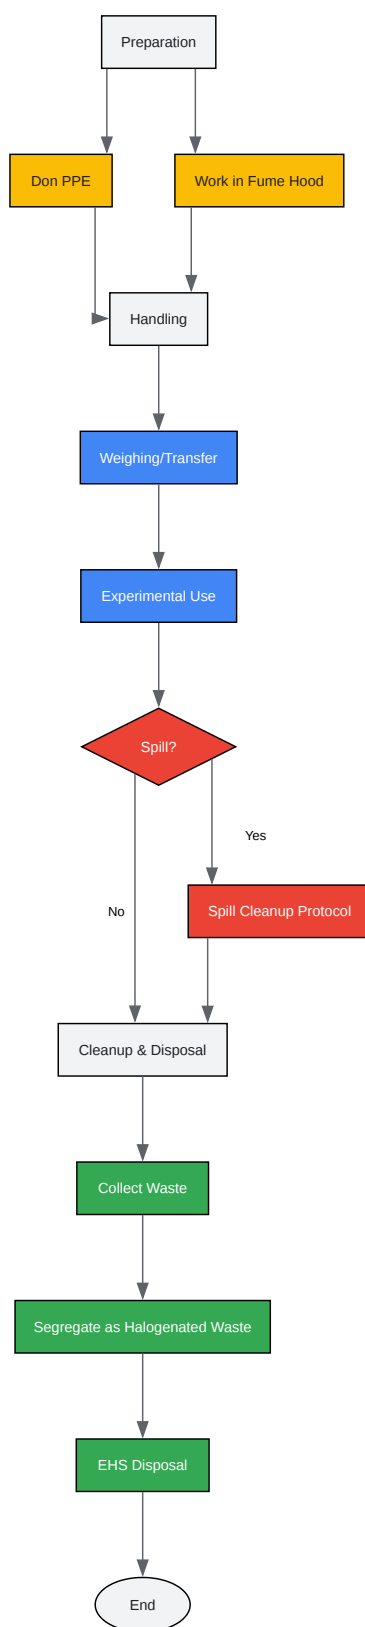 Preparation
Don PPE
Work in Fume Hood
Handling
Weighing/Transfer
Experimental Use
Spill?
Yes
No
Spill Cleanup Protocol
Cleanup & Disposal
Collect Waste
Segregate as Halogenated Waste
EHS Disposal
End